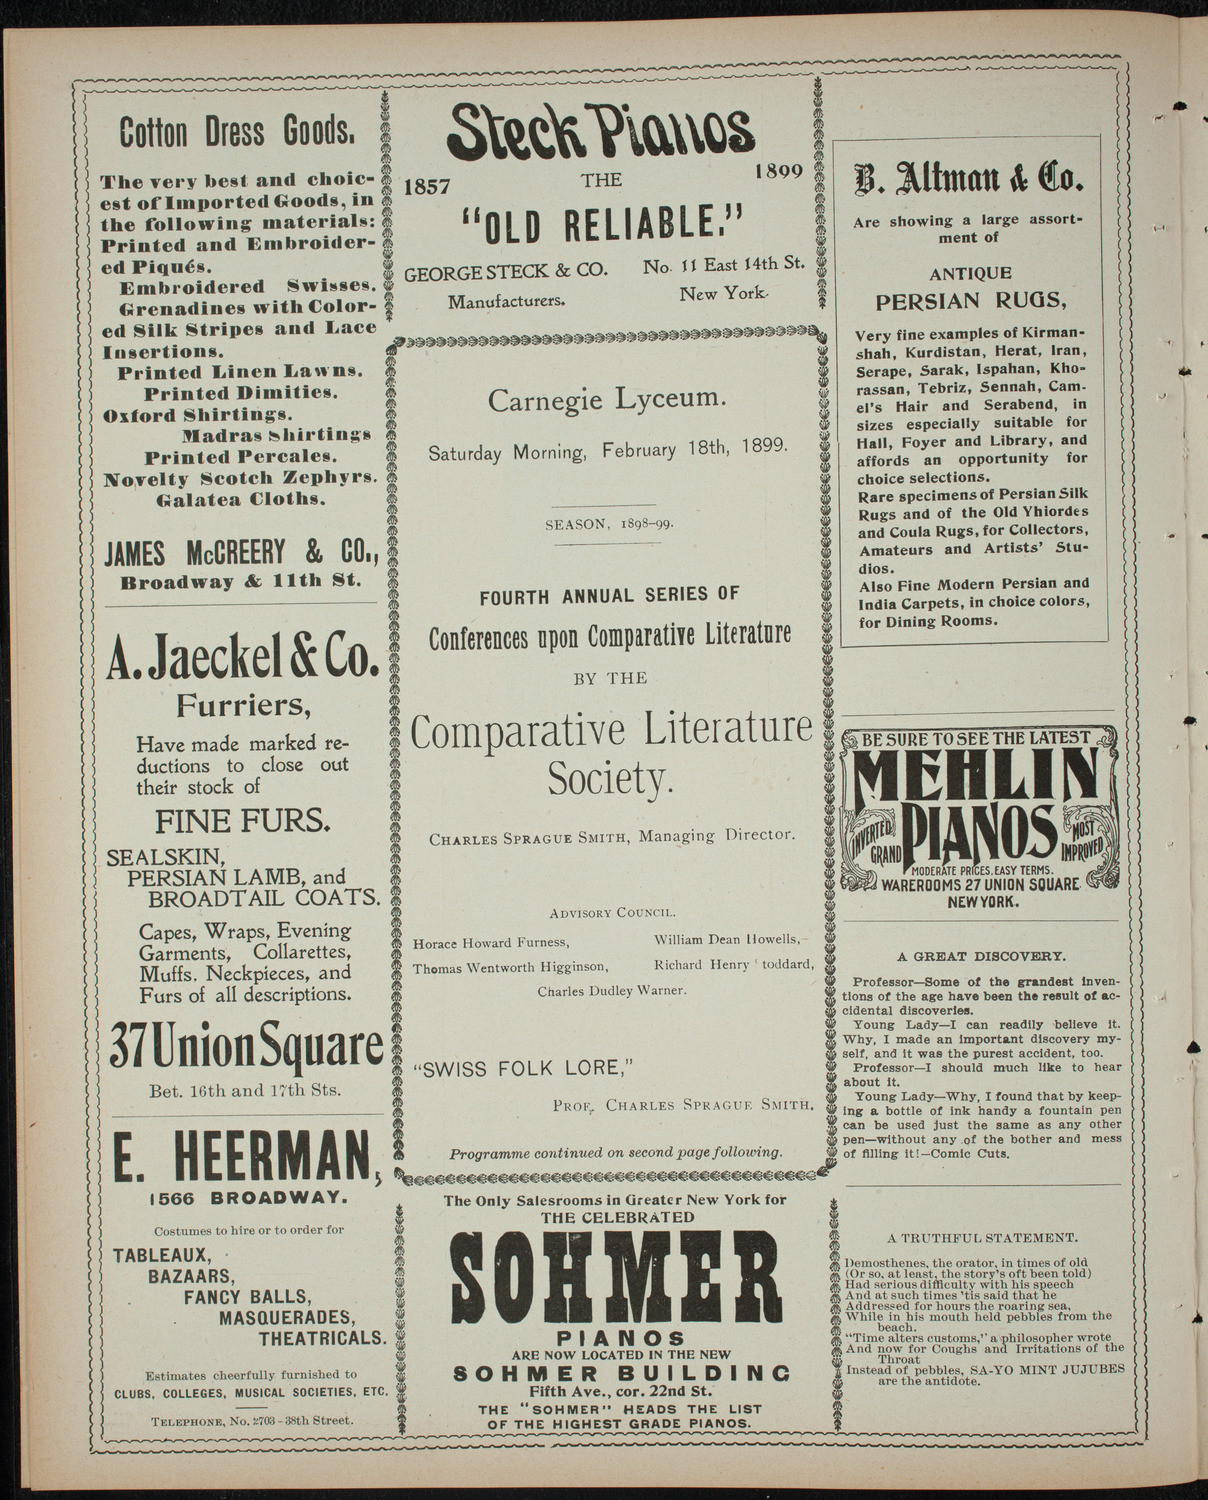 Cotton Dress Goods.
The very best and choic-
est of Imported Goods, in
the following materials:
Printed and Embroider-
ed Piqués.
Embroidered Swisses.
Grenadines with Color-
ed Silk Stripes and Lace
Insertions.
Printed Linen Lawns.
Printed Dimities.
Oxford Shirtings.
Madras Shirtings
Printed Percales.
Novelty Scotch Zephyrs.
Galatea Cloths.
JAMES McCREERY & CO.,
Broadway & 11th St.
A. Jaeckel & Co.
Furriers,
Have made marked re-
ductions to close out
their stock of
FINE FURS.
SEALSKIN,
PERSIAN LAMB, and
BROADTAIL COATS.
Capes, Wraps, Evening
Garments, Collarettes,
Muffs. Neckpieces, and
Furs of all descriptions.
37 Union Square
Bet. 16th and 17th Sts.
E. HEERMAN,
1566 BROADWAY.
Costumes to hire or to order for
TABLEAUX,
BAZAARS,
FANCY BALLS,
MASQUERADES,
THEATRICALS.
Estimates cheerfully furnished to
CLUBS, COLLEGES, MUSICAL SOCIETIES, ETC.
TELEPHONE, No. 2703-38th Street.
Steck Pianos
1857 THE 1899
"OLD RELIABLE."
GEORGE STECK & CO. No. 11 East 14th St.
Manufacturers. New York.
Carnegie Lyceum.
Saturday Morning, February 18th, 1899.
SEASON, 1898-99.
FOURTH ANNUAL SERIES OF
Conferences upon Comparative Literature
BY THE
Comparative Literature
Society.
CHARLES SPRAGUE SMITH, Managing Director.
ADVISORY COUNCIL.
Horace Howard Furness, William Dean Howells,
Thomas Wentworth Higginson, Richard Henry toddard,
Charles Dudley Warner.
"SWISS FOLK LORE,"
PROF. CHARLES SPRAGUE SMITH.
Programme continued on second page following.
The Only Salesrooms in Greater New York for
THE CELEBRATED
SOHMER
PIANOS
ARE NOW LOCATED IN THE NEW
SOHMER BUILDING
Fifth Ave., cor. 22nd St.
THE "SOHMER" HEADS THE LIST
OF THE HIGHEST GRADE PIANOS.
B. Altman & Co.
Are showing a large assort-
ment of
ANTIQUE
PERSIAN RUGS,
Very fine examples of Kirman-
shah, Kurdistan, Herat, Iran,
Serape, Sarak, Ispahan, Kho-
rassan, Tebriz, Sennah, Cam-
el's Hair and Serabend, in
sizes especially suitable for
Hall, Foyer and Library, and
affords an opportunity for
choice selections.
Rare specimens of Persian Silk
Rugs and of the Old Yhiordes
and Coula Rugs, for Collectors,
Amateurs and Artists' Stu-
dios.
Also Fine Modern Persian and
India Carpets, in choice colors,
for Dining Rooms.
BE SURE TO SEE THE LATEST
MEHLIN
PIANOS
INVERTED GRAND
MOST IMPROVED
MODERATE PRICES. EASY TERMS.
WAREROOMS 27 UNION SQUARE
NEW YORK.
A GREAT DISCOVERY.
Professor—Some of the grandest inven-
tions of the age have been the result of ac-
cidental discoveries.
Young Lady—I can readily believe it.
Why, I made an important discovery my-
self, and it was the purest accident, too.
Professor—I should much like to hear
about it.
Young Lady—Why, I found that by keep-
ing a bottle of ink handy a fountain pen
can be used just the same as any other
pen—without any of the bother and mess
of filling it!—Comic Cuts.
A TRUTHFUL STATEMENT.
Demosthenes, the orator, in times of old
(Or so, at least, the story's oft been told)
Had serious difficulty with his speech
And at such times 'tis said that he
Addressed for hours the roaring sea,
While in his mouth held pebbles from the
beach.
"Time alters customs," a philosopher wrote
And now for Coughs and Irritations of the
Throat
Instead of pebbles, SA-YO MINT JUJUBES
are the antidote.